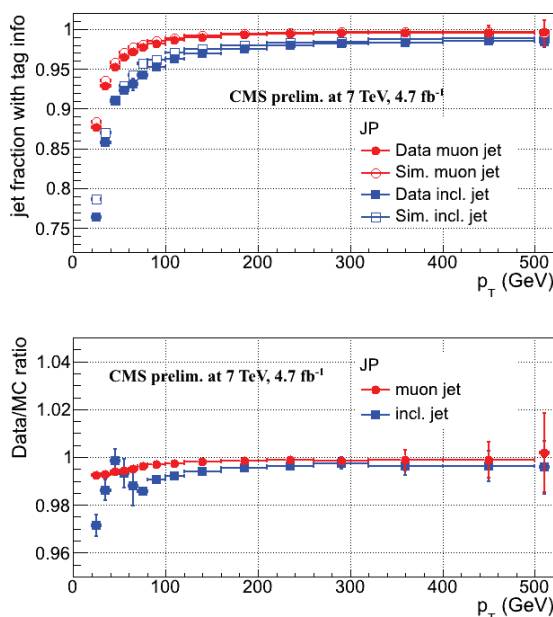 jet fraction with tag info
1
0.95
0.9
0.85
0.8
0.75
CMS prelim. at 7 TeV, 4.7 fb⁻¹
JP
Data muon jet
Sim. muon jet
Data incl. jet
Sim. incl. jet
0 100 200 300 400 500
p_T (GeV)
Data/MC ratio
1.04
1.02
1
0.98
0.96
CMS prelim. at 7 TeV, 4.7 fb⁻¹
JP
muon jet
incl. jet
0 100 200 300 400 500
p_T (GeV)